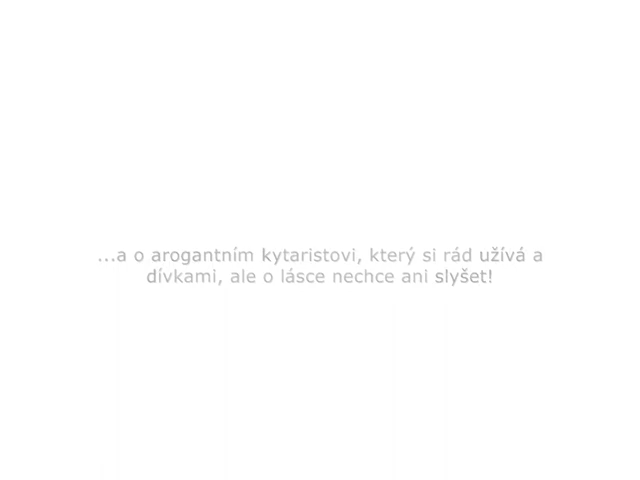 ...a o arogantním kytaristovi, který si rád užívá a
dívkami, ale o lásce nechce ani slyšet!